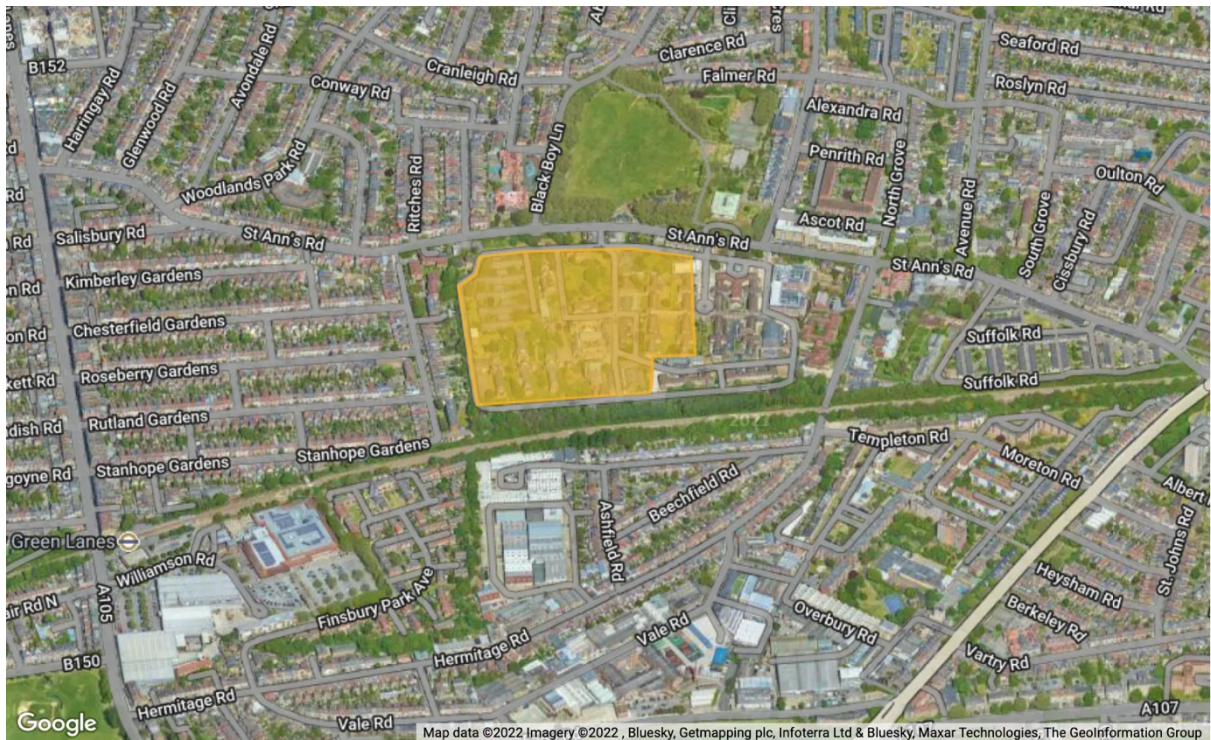 B152
Harringay Rd
Glenwood Rd
Avondale Rd
Conway Rd
Cranleigh Rd
Clarence Rd
Falmer Rd
Seaford Rd
Roslyn Rd
Alexandra Rd
Black Boy Ln
Woodlands Park Rd
Ritches Rd
Penrith Rd
North Grove
Oulton Rd
Avenue Rd
South Grove
Cissbury Rd
Ascot Rd
Salisbury Rd
St Ann's Rd
St Ann's Rd
St Ann's Rd
Kimberley Gardens
Chesterfield Gardens
Suffolk Rd
Roseberry Gardens
Suffolk Rd
Rutland Gardens
Stanhope Gardens
Stanhope Gardens
Templeton Rd
Moreton Rd
Beechfield Rd
Ashfield Rd
Albert
St. Johns Rd
Green Lanes
Williamson Rd
A105
Finsbury Park Ave
Heysham Rd
Berkeley Rd
Overbury Rd
Vale Rd
Hermitage Rd
Vartry Rd
B150
Hermitage Rd
Vale Rd
A107
Google
Map data ©2022 Imagery ©2022 , Bluesky, Getmapping plc, Infoterra Ltd & Bluesky, Maxar Technologies, The GeoInformation Group